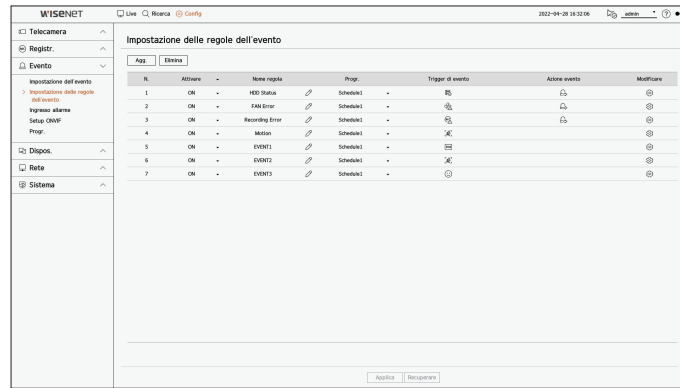 WISENET Live Ricerca Config 2022-04-28 16:32:06 admin ?
Telecamera
Registr.
Evento
Impostazione dell'evento
> Impostazione delle regole
dell'evento
Ingresso allarme
Setup ONVIF
Progr.
Dispos.
Rete
Sistema
Impostazione delle regole dell'evento
Agg. Elimina
N. Attivare Nome regola Progr. Trigger di evento Azione evento Modificare
1 ON HDD Status Schedule1
2 ON FAN Error Schedule1
3 ON Recording Error Schedule1
4 ON Motion Schedule1
5 ON EVENT1 Schedule1
6 ON EVENT2 Schedule1
7 ON EVENT3 Schedule1
Applica Recuperare